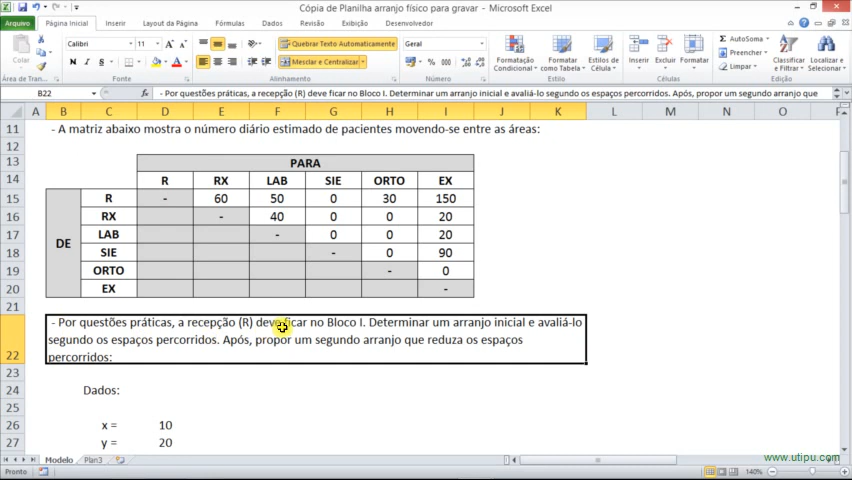 Cópia de Planilha arranjo físico para gravar - Microsoft Excel
Arquivo Página Inicial Inserir Layout da Página Fórmulas Dados Revisão Exibição Desenvolvedor
Colar Calibri 11 Quebrar Texto Automaticamente Geral AutoSoma
Mesclar e Centralizar Preencher
Formatação Condicional Formatar como Tabela Estilos de Célula Inserir Excluir Formatar Limpar Classificar e Filtrar Localizar e Selecionar
Área de Tran... Fonte Alinhamento Número Estilo Células Edição
B22 fx - Por questões práticas, a recepção (R) deve ficar no Bloco I. Determinar um arranjo inicial e avaliá-lo segundo os espaços percorridos. Após, propor um segundo arranjo que
A B C D E F G H I J K L M N O P
11 - A matriz abaixo mostra o número diário estimado de pacientes movendo-se entre as áreas:
12
13 PARA
14 R RX LAB SIE ORTO EX
15 R - 60 50 0 30 150
16 RX - 40 0 0 20
17 LAB - 0 0 20
DE
18 SIE - 0 90
19 ORTO - 0
20 EX -
21
- Por questões práticas, a recepção (R) deve ficar no Bloco I. Determinar um arranjo inicial e avaliá-lo
segundo os espaços percorridos. Após, propor um segundo arranjo que reduza os espaços
22 percorridos:
23
24 Dados:
25
26 x = 10
27 y = 20
Modelo Plan3
www.utipu.com
Pronto 140%